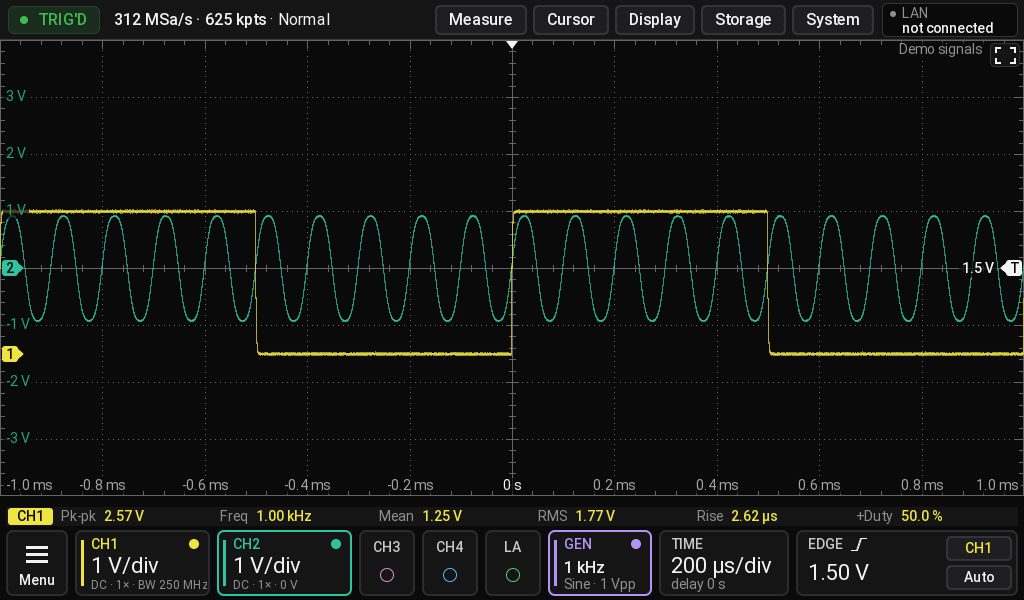 TRIG'D 312 MSa/s · 625 kpts · Normal Measure Cursor Display Storage System LAN
not connected
Demo signals
3 V
2 V
1 V
2 1.5 V T
-1 V
1
-2 V
-3 V
-1.0 ms -0.8 ms -0.6 ms -0.4 ms -0.2 ms 0 s 0.2 ms 0.4 ms 0.6 ms 0.8 ms 1.0 ms
CH1 Pk-pk 2.57 V Freq 1.00 kHz Mean 1.25 V RMS 1.77 V Rise 2.62 µs +Duty 50.0 %
Menu
CH1
1 V/div
DC · 1× · BW 250 MHz
CH2
1 V/div
DC · 1× · 0 V
CH3
CH4
LA
GEN
1 kHz
Sine · 1 Vpp
TIME
200 µs/div
delay 0 s
EDGE
1.50 V
CH1
Auto